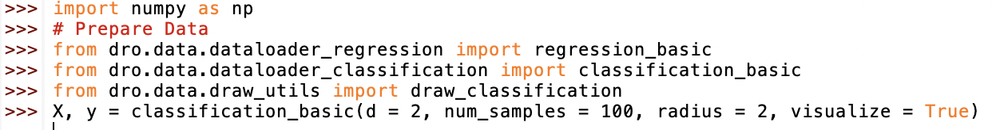 >>> import numpy as np
>>> # Prepare Data
>>> from dro.data.dataloader_regression import regression_basic
>>> from dro.data.dataloader_classification import classification_basic
>>> from dro.data.draw_utils import draw_classification
>>> X, y = classification_basic(d = 2, num_samples = 100, radius = 2, visualize = True)